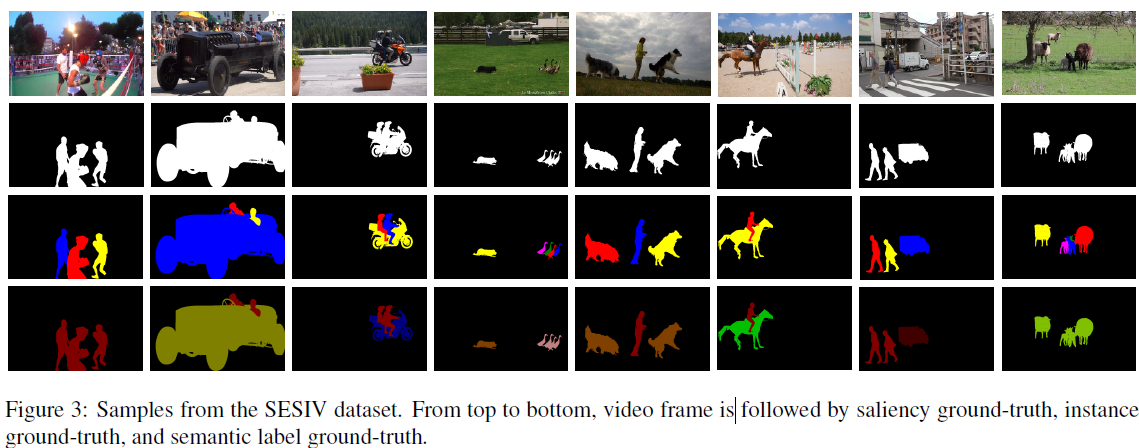 Figure 3: Samples from the SESIV dataset. From top to bottom, video frame is followed by saliency ground-truth, instance
ground-truth, and semantic label ground-truth.